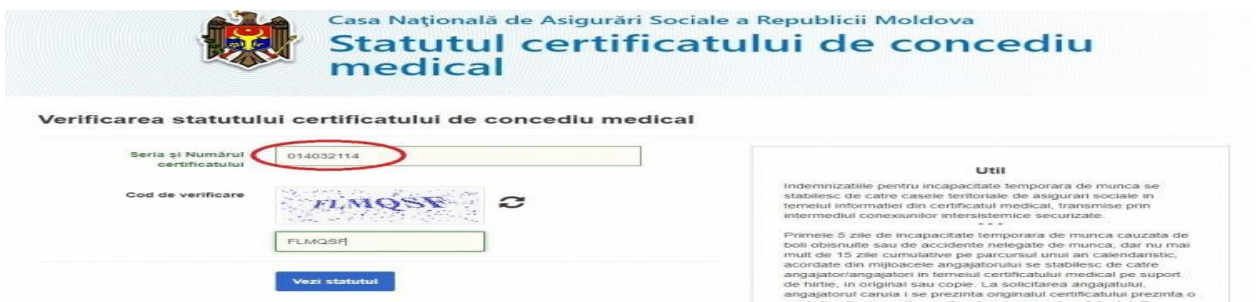 Casa Naţională de Asigurări Sociale a Republicii Moldova
Statutul certificatului de concediu
medical
Verificarea statutului certificatului de concediu medical
Seria și Numărul
certificatului
014032114
Cod de verificare
FLMQSF
FLMQSF
Vezi statutul
Util
Indemnizatiile pentru incapacitate temporara de munca se
stabilesc de catre casele teritoriale de asigurari sociale in
temeiul informatiei din certificatul medical, transmise prin
intermediul conexiunilor intersistemice securizate.
* * *
Primele 5 zile de incapacitate temporara de munca cauzata de
boli obisnuite sau de accidente nelegate de munca, dar nu mai
mult de 15 zile cumulative pe parcursul unui an calendaristic,
acordate din mijloacele angajatorului se stabilesc de catre
angajator/angajatori in temeiul certificatului medical pe suport
de hirtie, in original sau copie. La solicitarea angajatului,
angajatorul caruia i se prezinta originalul certificatului prezinta o